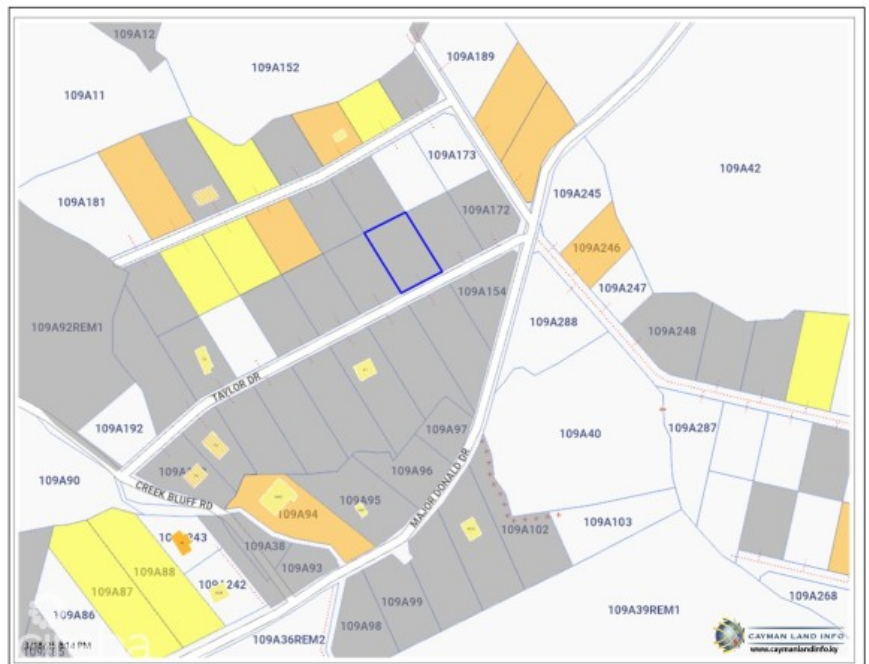 109A12
109A152
109A189
109A11
109A42
109A173
109A245
109A181
109A172
109A246
109A247
109A154
109A288
109A248
109A92REM1
TAYLOR DR
109A192
109A97
109A287
109A40
109A96
109A90
CREEK BLUFF RD
109A95
MAJOR DONALD DR
109A94
109A102
109A103
109A38
109A88
109A93
109A87
109A268
109A86
109A99
109A39REM1
109A98
109A36REM2
CAYMAN LAND INFO
www.caymanlandinfo.ky